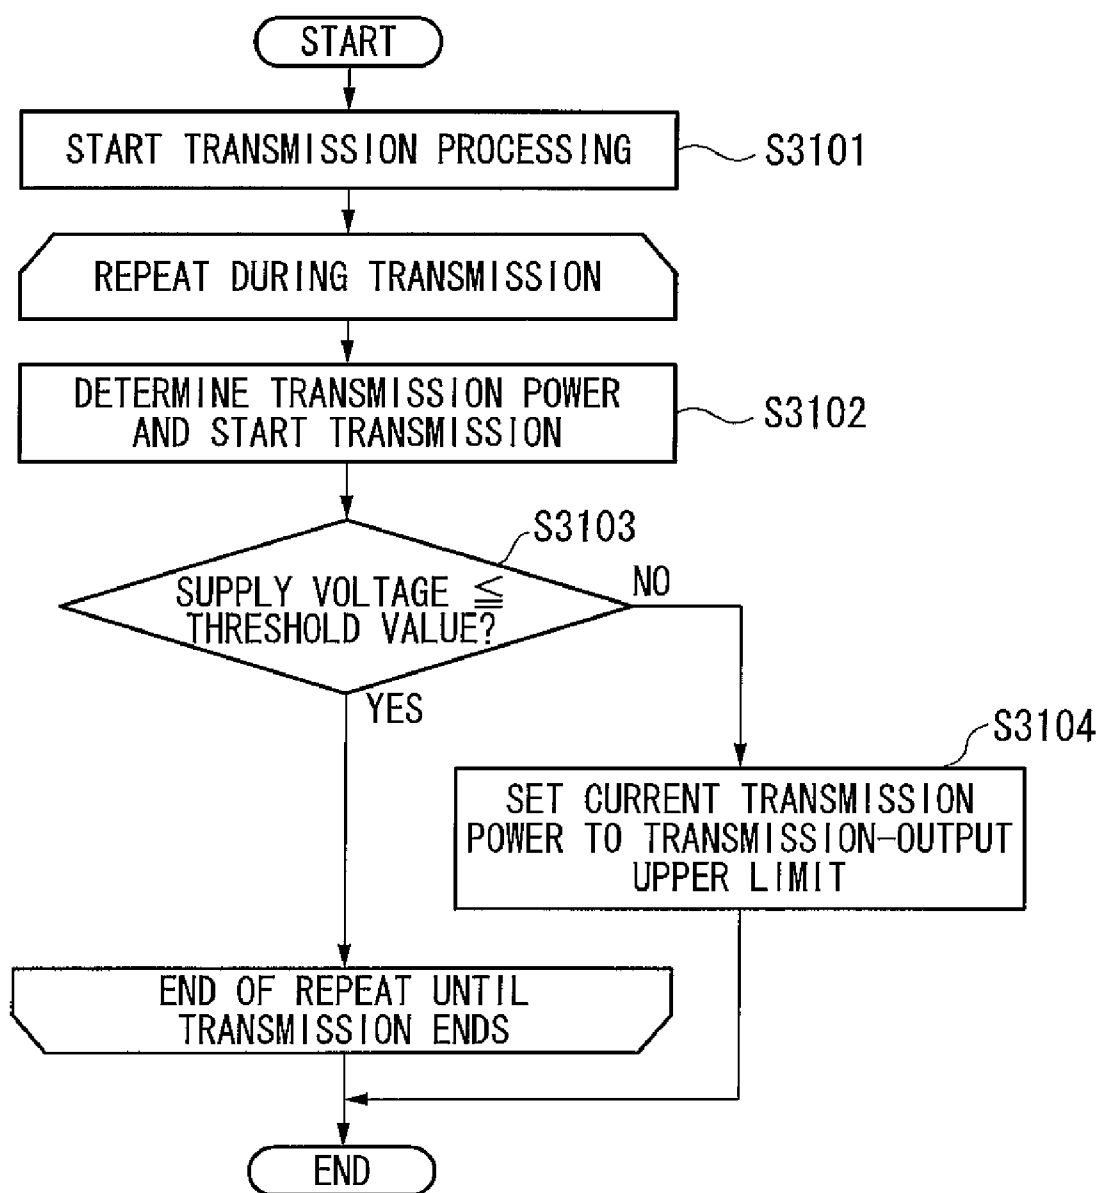 START
START TRANSMISSION PROCESSING
S3101
REPEAT DURING TRANSMISSION
DETERMINE TRANSMISSION POWER
AND START TRANSMISSION
S3102
S3103
SUPPLY VOLTAGE ≦
THRESHOLD VALUE?
NO
YES
S3104
SET CURRENT TRANSMISSION
POWER TO TRANSMISSION-OUTPUT
UPPER LIMIT
END OF REPEAT UNTIL
TRANSMISSION ENDS
END